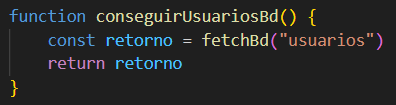 function conseguirUsuariosBd() {
    const retorno = fetchBd("usuarios")
    return retorno
}